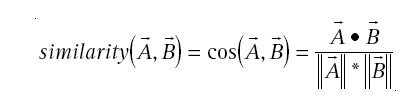 similarity(A⃗, B⃗) = cos(A⃗, B⃗) = A⃗ • B⃗ / ‖A⃗‖ * ‖B⃗‖